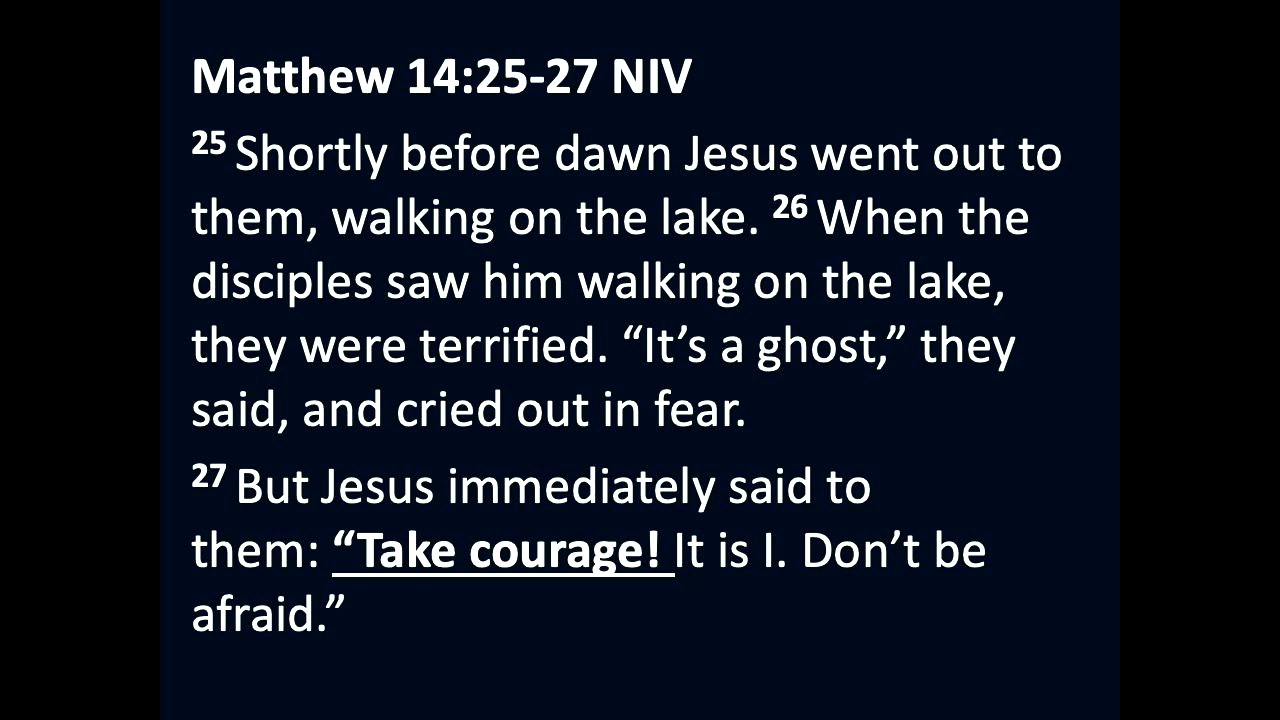 Matthew 14:25-27 NIV
25 Shortly before dawn Jesus went out to
them, walking on the lake. 26 When the
disciples saw him walking on the lake,
they were terrified. “It’s a ghost,” they
said, and cried out in fear.
27 But Jesus immediately said to
them: “Take courage! It is I. Don’t be
afraid.”